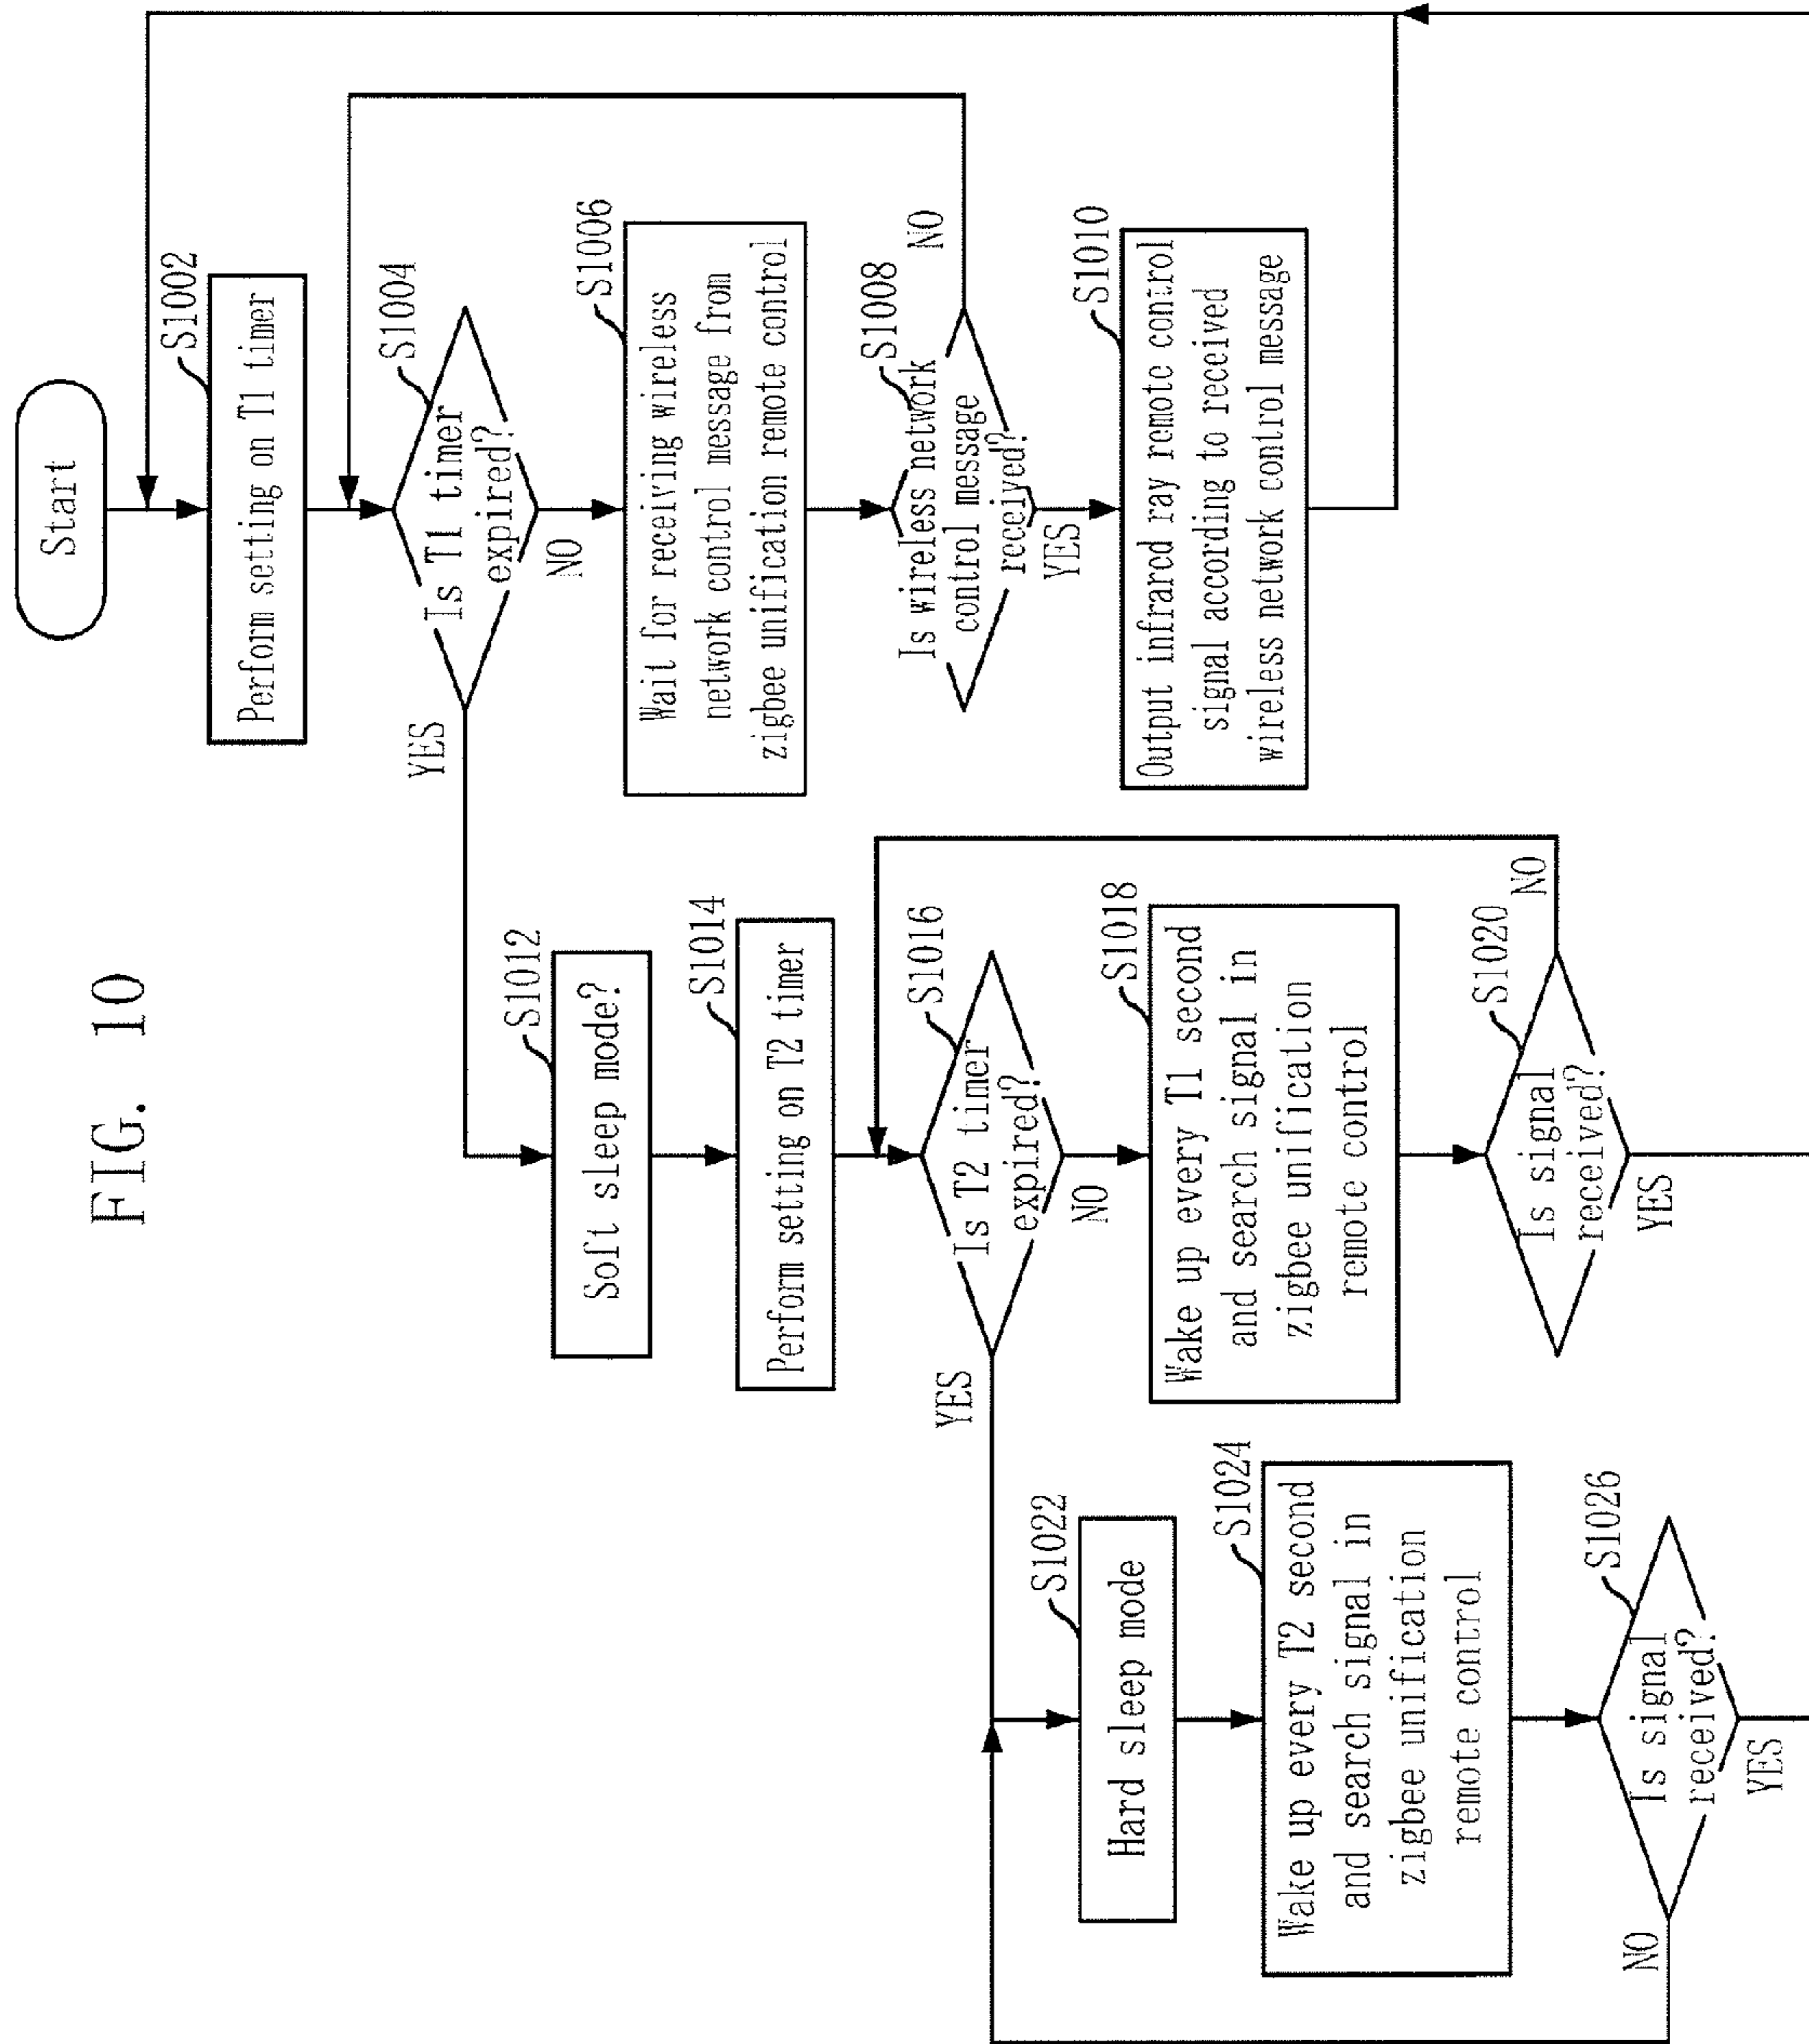 FIG. 10
Start
S1002
Perform setting on T1 timer
S1004
Is T1 timer
expired?
YES
NO
S1006
Wait for receiving wireless
network control message from
zigbee unification remote control
S1008
Is wireless network
control message
received?
NO
YES
S1010
Output infrared ray remote control
signal according to received
wireless network control message
S1012
Soft sleep mode?
S1014
Perform setting on T2 timer
S1016
Is T2 timer
expired?
YES
NO
S1018
Wake up every T1 second
and search signal in
zigbee unification
remote control
S1020
Is signal
received?
NO
YES
S1022
Hard sleep mode
S1024
Wake up every T2 second
and search signal in
zigbee unification
remote control
S1026
Is signal
received?
NO
YES